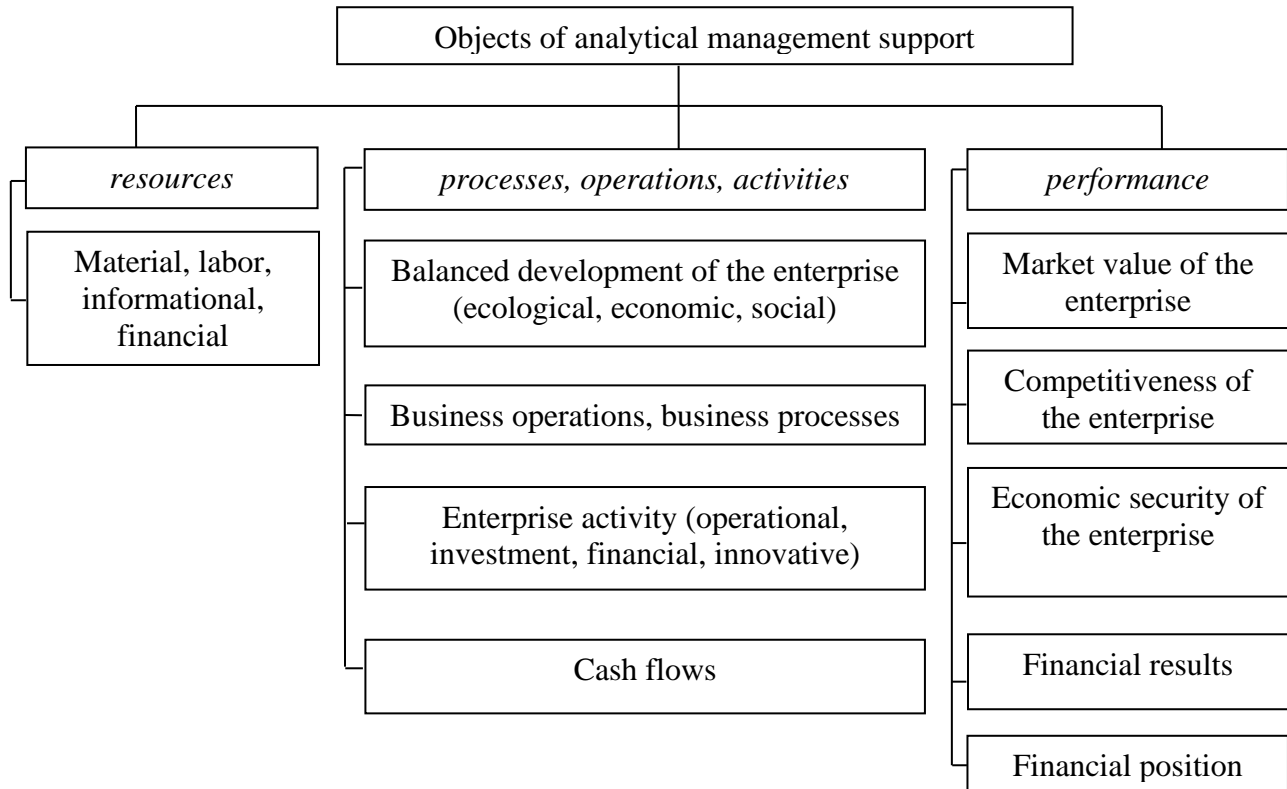 Objects of analytical management support
resources
Material, labor,
informational,
financial
processes, operations, activities
Balanced development of the enterprise
(ecological, economic, social)
Business operations, business processes
Enterprise activity (operational,
investment, financial, innovative)
Cash flows
performance
Market value of the
enterprise
Competitiveness of
the enterprise
Economic security of
the enterprise
Financial results
Financial position